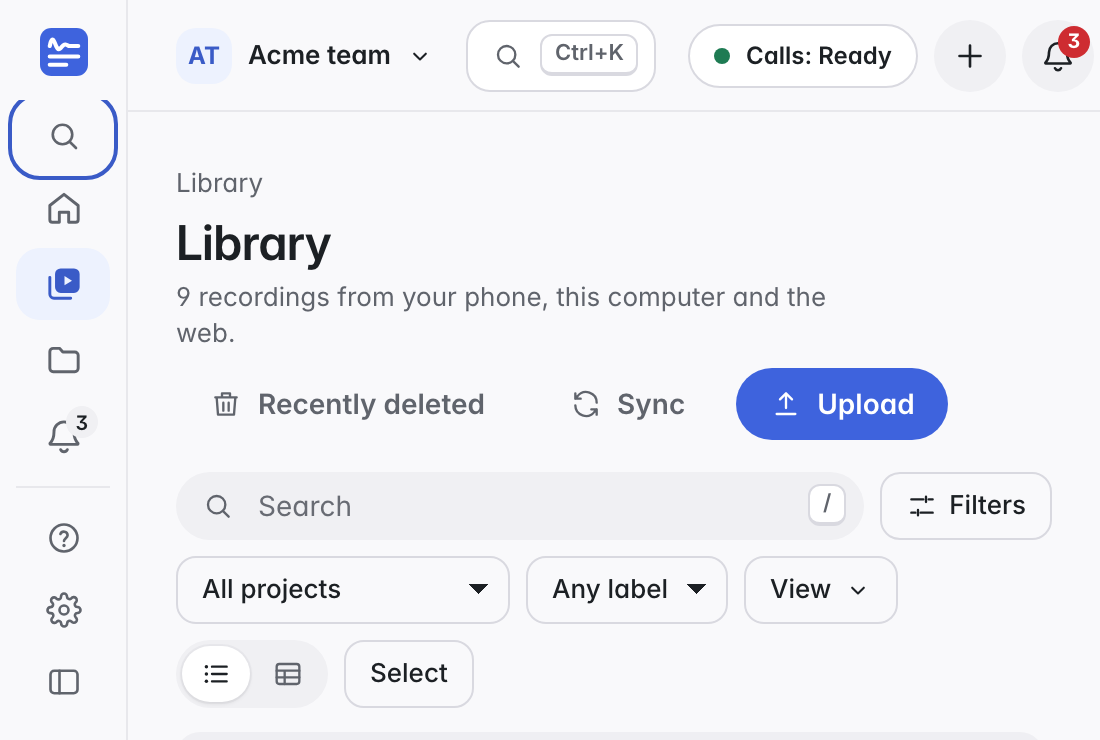 AT Acme team Ctrl+K Calls: Ready 3
Library
Library
9 recordings from your phone, this computer and the
web.
Recently deleted Sync Upload
3
Search / Filters
All projects Any label View
Select